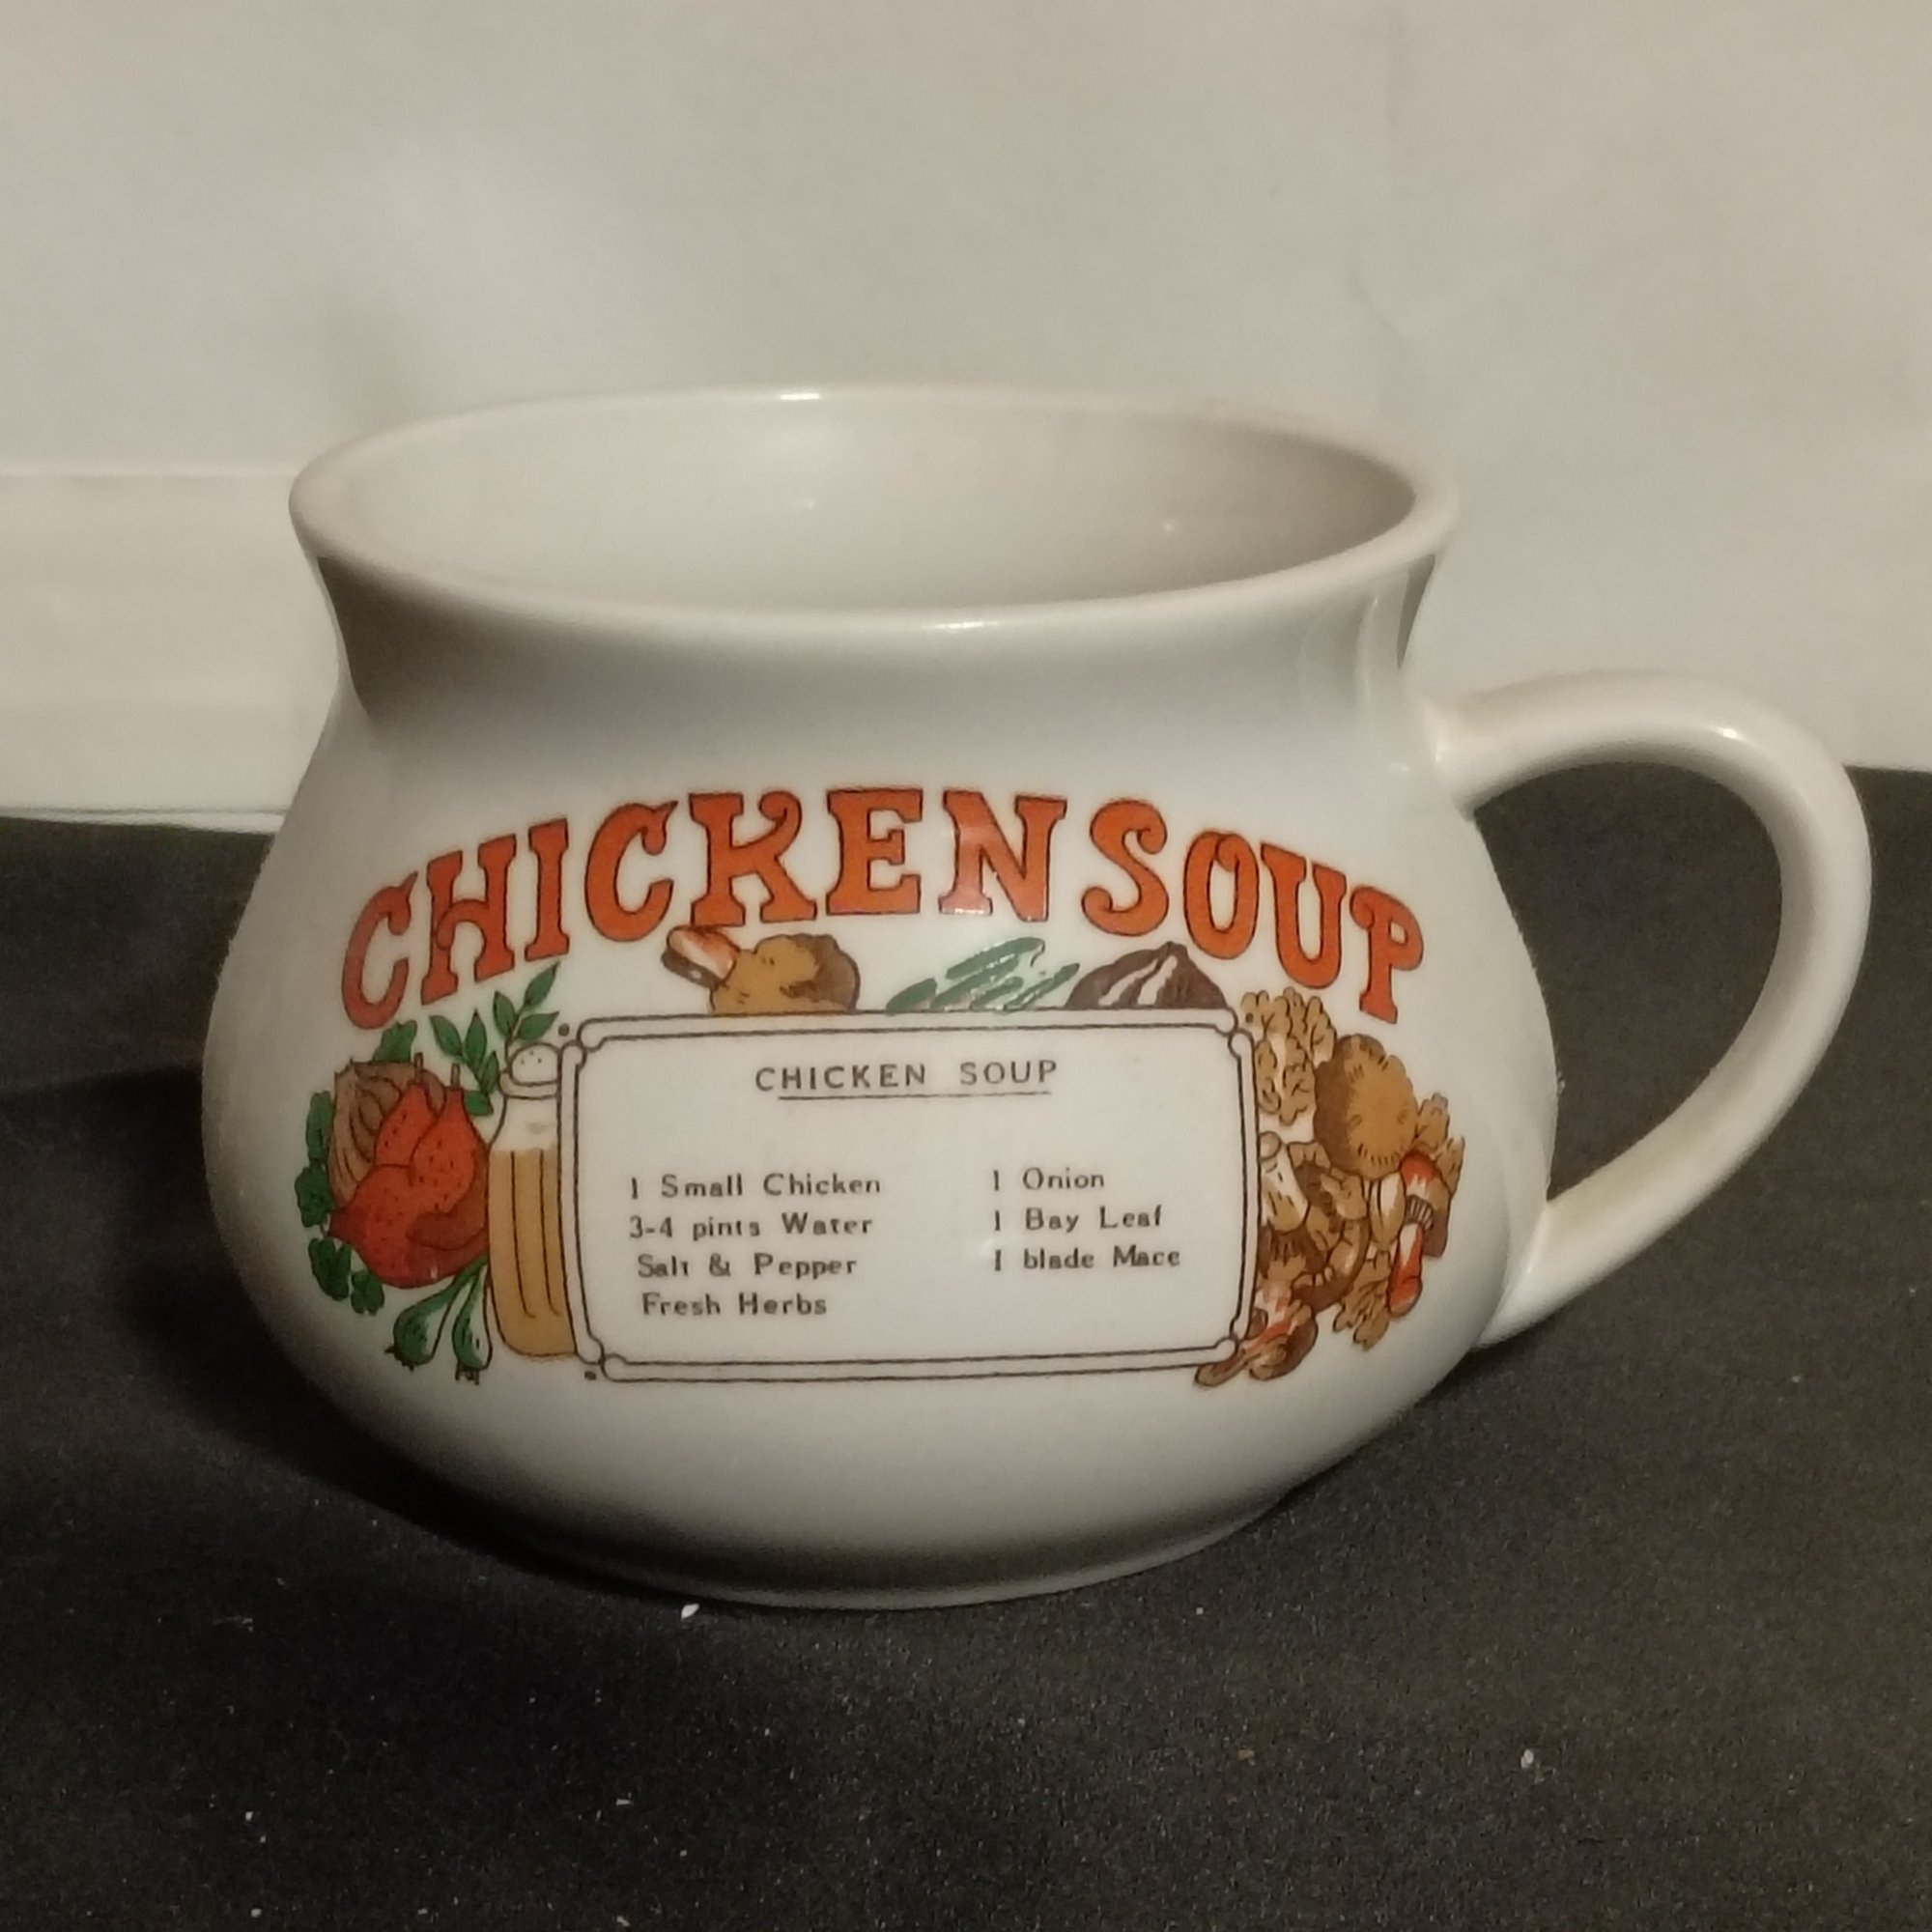 CHICKEN SOUP
CHICKEN SOUP
1 Small Chicken
3-4 pints Water
Salt & Pepper
Fresh Herbs
1 Onion
1 Bay Leaf
1 blade Mace